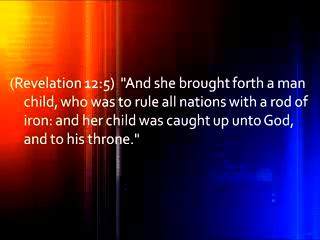 (Revelation 12:5)  "And she brought forth a man
child, who was to rule all nations with a rod of
iron: and her child was caught up unto God,
and to his throne."